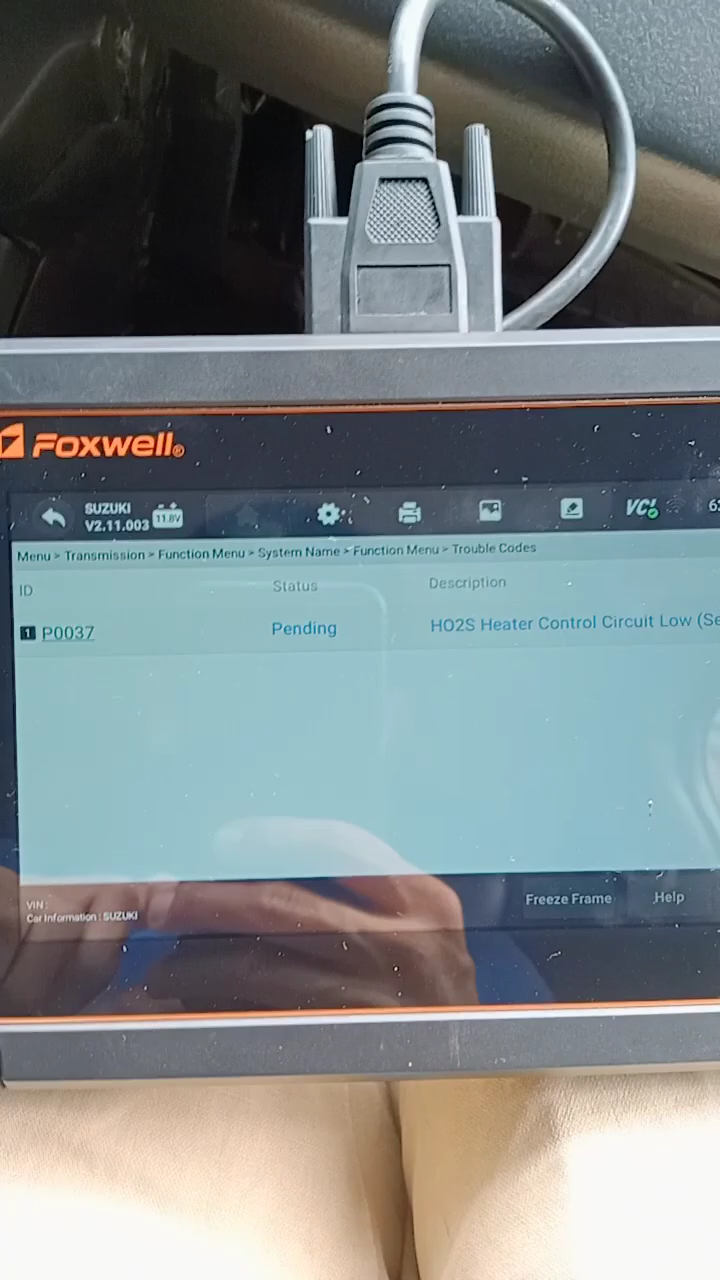 Foxwell®
SUZUKI
V2.11.003
11.8V
VCI
Menu > Transmission > Function Menu > System Name > Function Menu > Trouble Codes
ID Status Description
1 P0037 Pending HO2S Heater Control Circuit Low (Se
VIN :
Car Information : SUZUKI
Freeze Frame Help